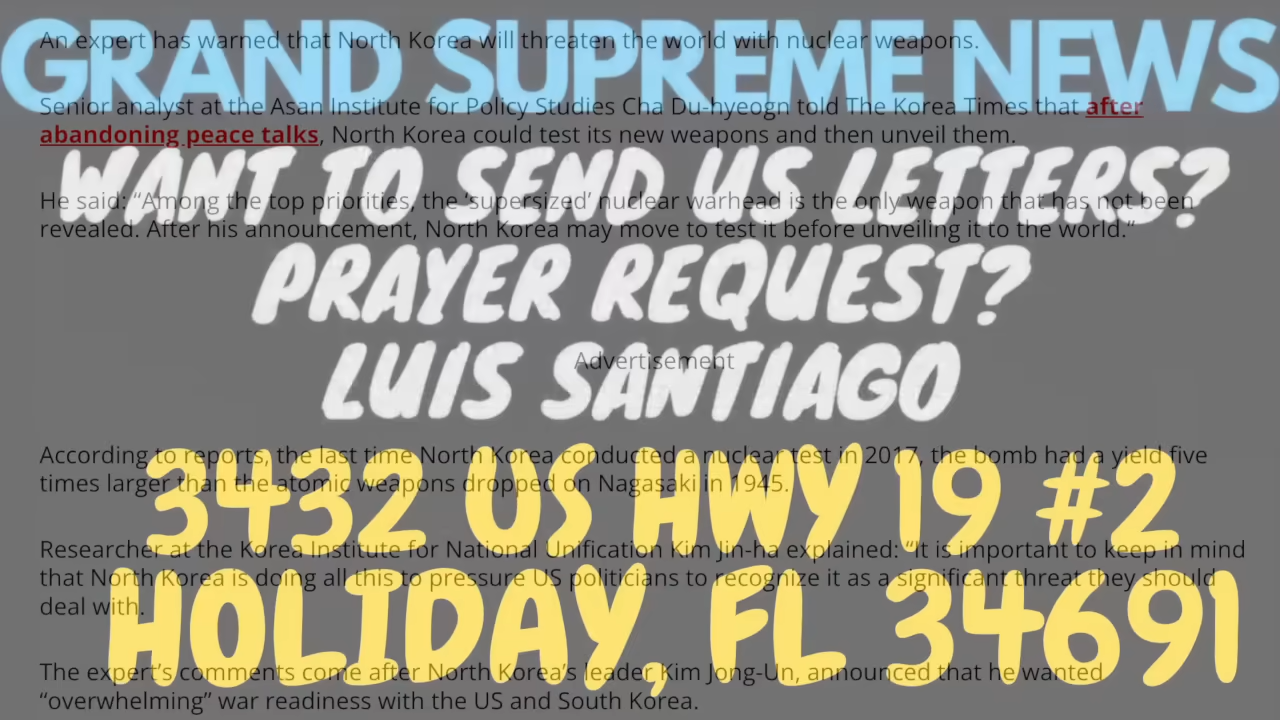 GRAND SUPREME NEWS
An expert has warned that North Korea will threaten the world with nuclear weapons.
Senior analyst at the Asan Institute for Policy Studies Cha Du-hyeogn told The Korea Times that after
abandoning peace talks, North Korea could test its new weapons and then unveil them.
WANT TO SEND US LETTERS?
He said: “Among the top priorities, the ‘supersized’ nuclear warhead is the only weapon that has not been
revealed. After his announcement, North Korea may move to test it before unveiling it to the world.”
PRAYER REQUEST?
Advertisement
LUIS SANTIAGO
According to reports, the last time North Korea conducted a nuclear test in 2017, the bomb had a yield five
times larger than the atomic weapons dropped on Nagasaki in 1945.
3432 US HWY 19 #2
Researcher at the Korea Institute for National Unification Kim Jin-ha explained: “It is important to keep in mind
that North Korea is doing all this to pressure US politicians to recognize it as a significant threat they should
deal with.
HOLIDAY, FL 34691
The expert’s comments come after North Korea’s leader, Kim Jong-Un, announced that he wanted
“overwhelming” war readiness with the US and South Korea.